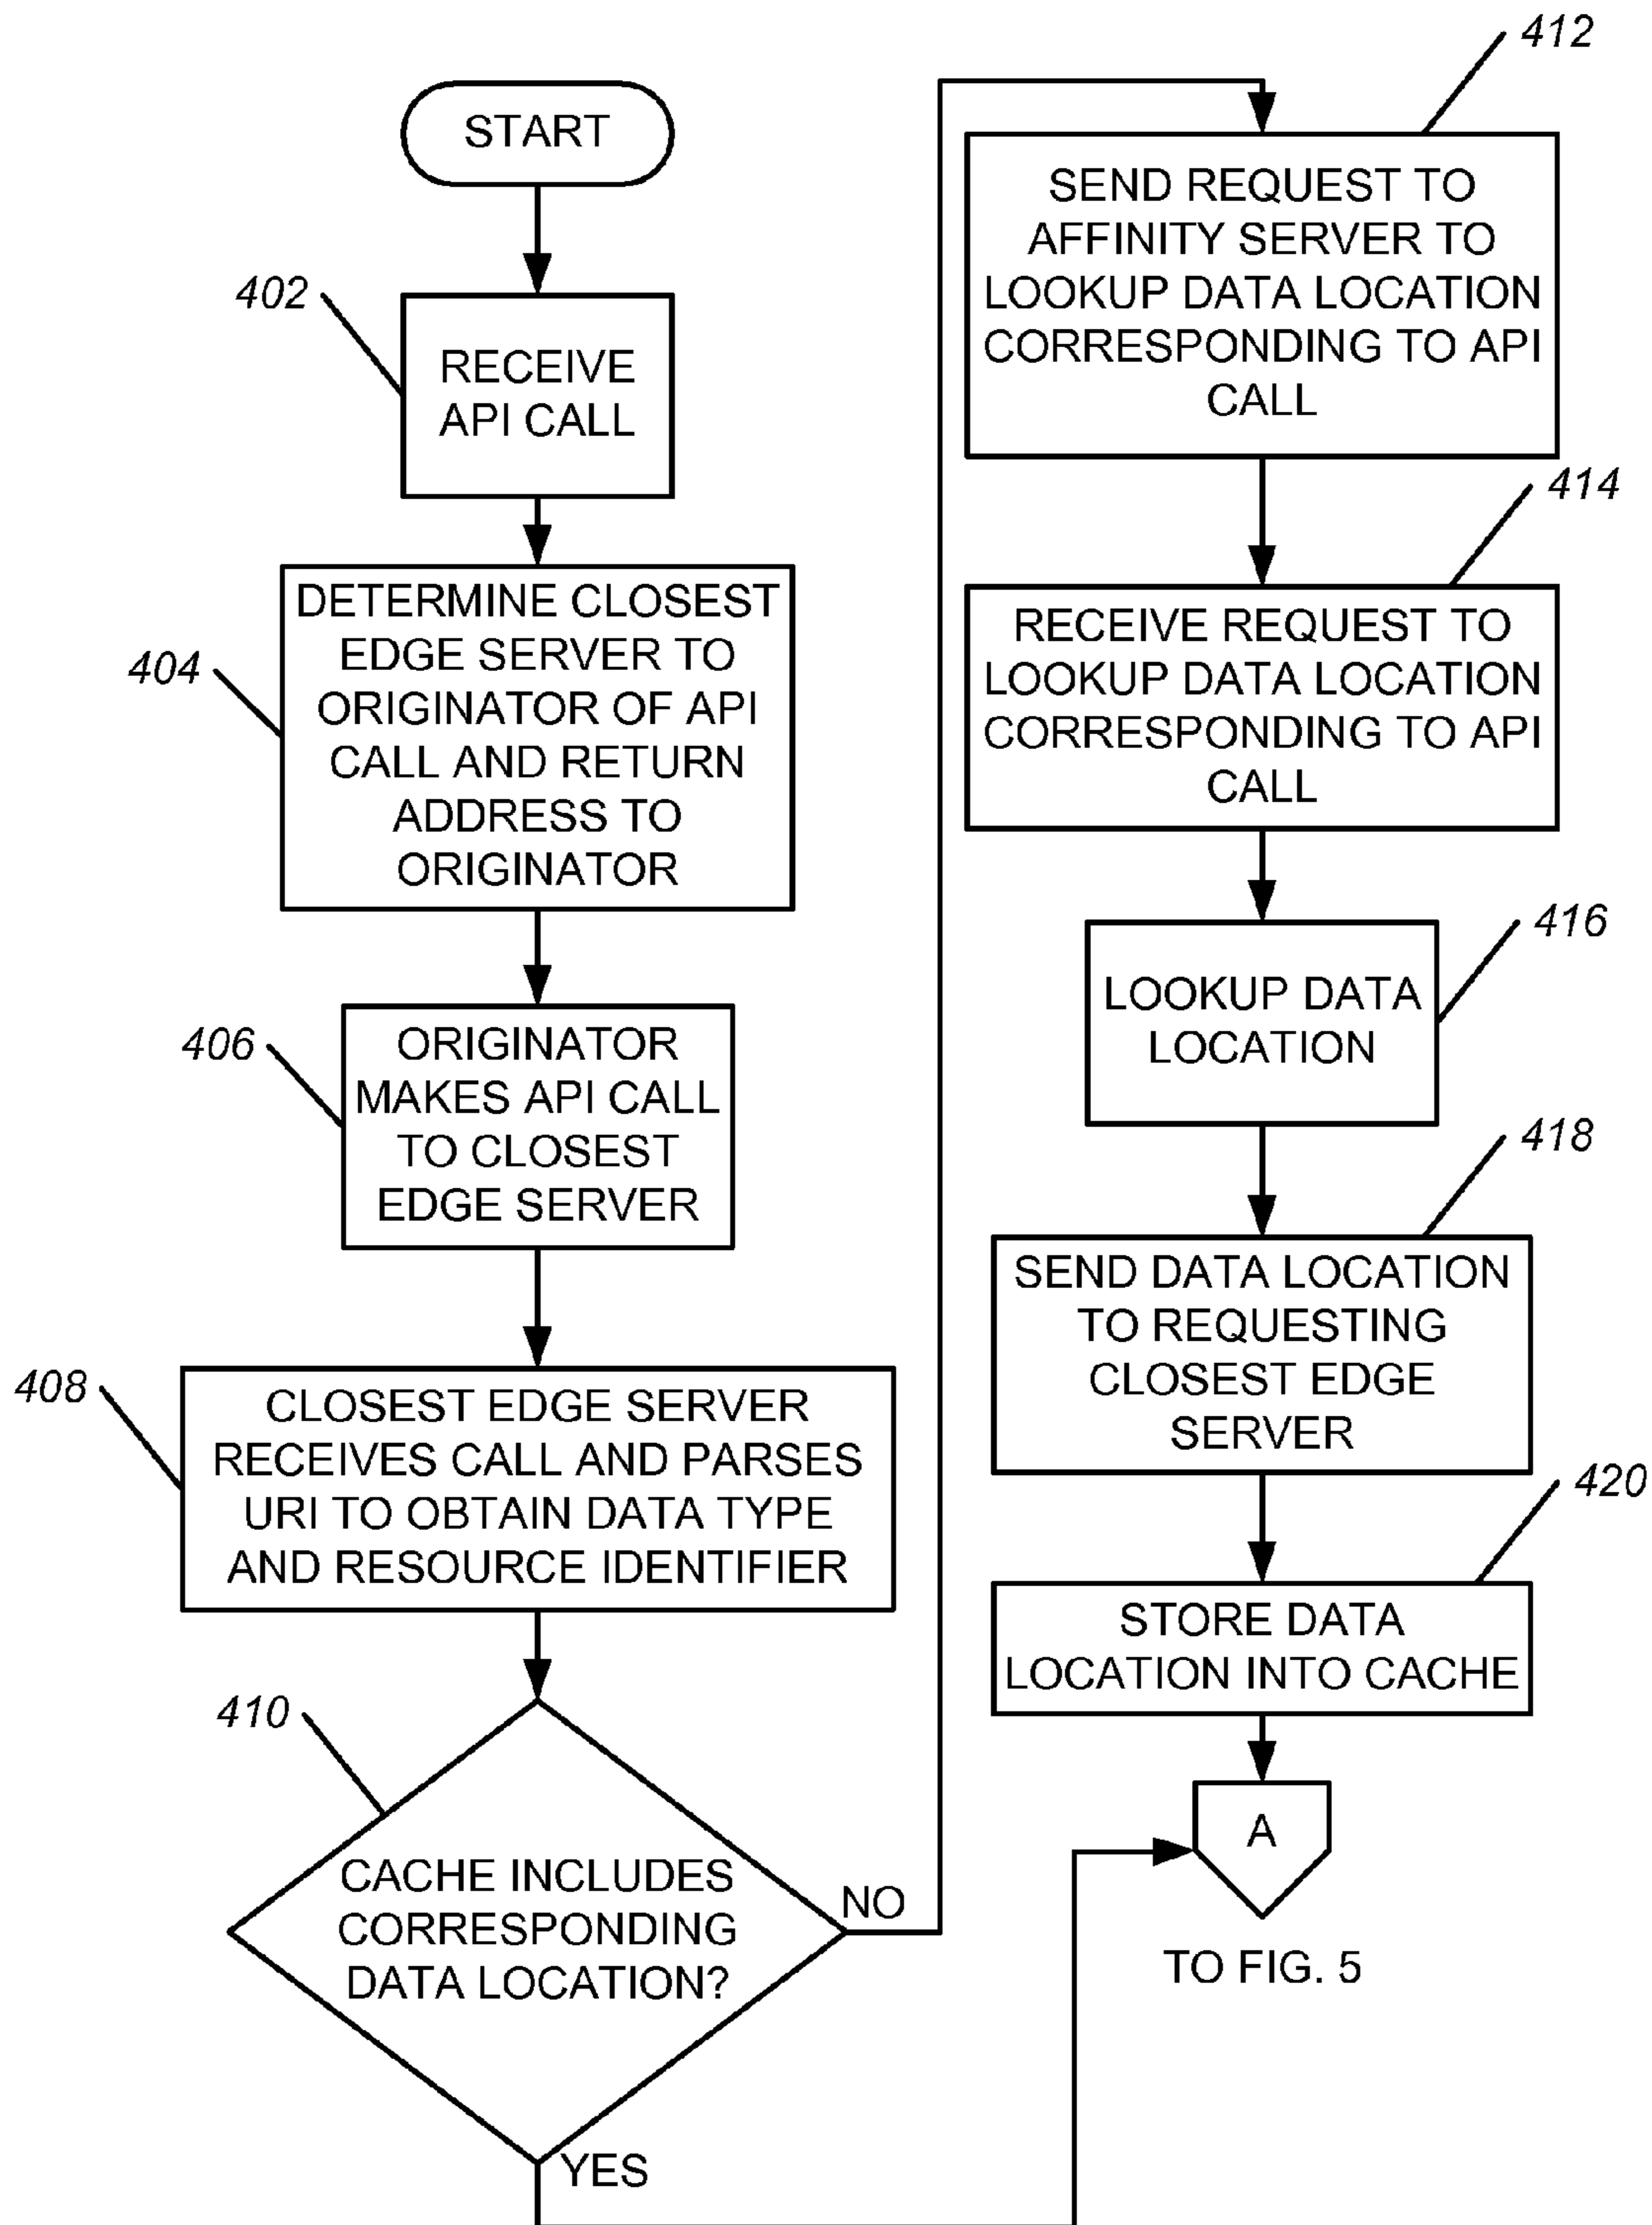 START
402
RECEIVE
API CALL
404
DETERMINE CLOSEST
EDGE SERVER TO
ORIGINATOR OF API
CALL AND RETURN
ADDRESS TO
ORIGINATOR
406
ORIGINATOR
MAKES API CALL
TO CLOSEST
EDGE SERVER
408
CLOSEST EDGE SERVER
RECEIVES CALL AND PARSES
URI TO OBTAIN DATA TYPE
AND RESOURCE IDENTIFIER
410
CACHE INCLUDES
CORRESPONDING
DATA LOCATION?
NO
YES
412
SEND REQUEST TO
AFFINITY SERVER TO
LOOKUP DATA LOCATION
CORRESPONDING TO API
CALL
414
RECEIVE REQUEST TO
LOOKUP DATA LOCATION
CORRESPONDING TO API
CALL
416
LOOKUP DATA
LOCATION
418
SEND DATA LOCATION
TO REQUESTING
CLOSEST EDGE
SERVER
420
STORE DATA
LOCATION INTO CACHE
A
TO FIG. 5